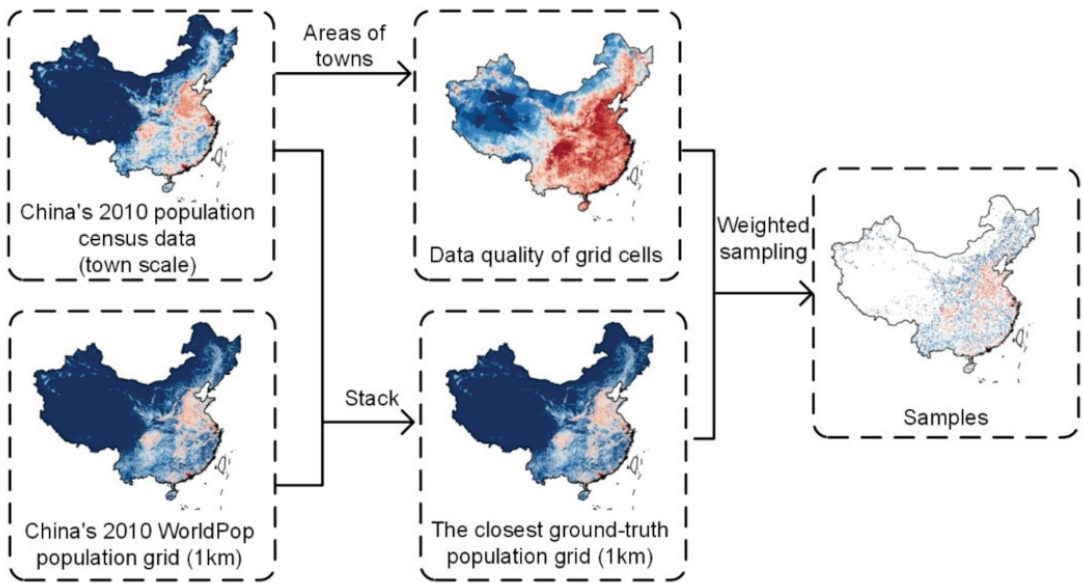 Areas of
towns
China's 2010 population
census data
(town scale)
Data quality of grid cells
Weighted
sampling
Stack
Samples
China's 2010 WorldPop
population grid (1km)
The closest ground-truth
population grid (1km)